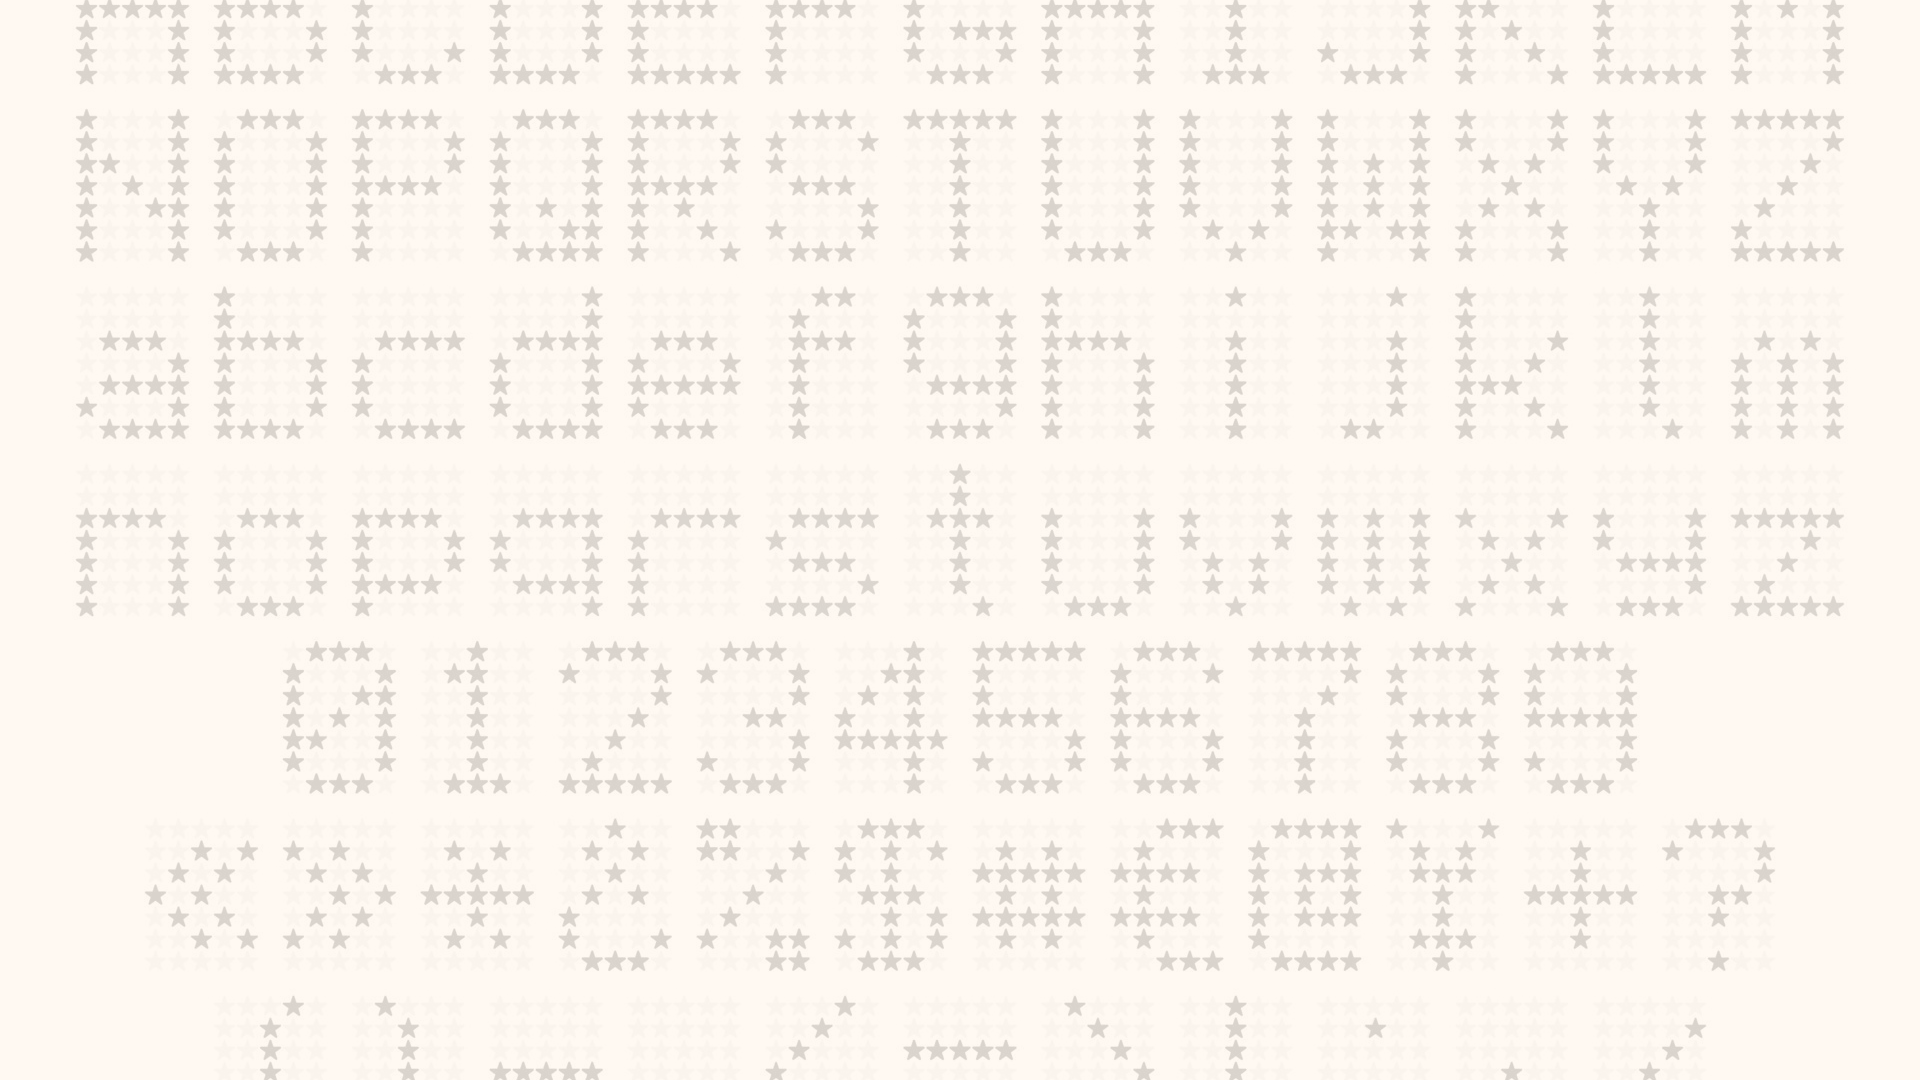 ABCDEFGHIJKLM
NOPQRSTUVWXYZ
abcdefghijklm
nopqrstuvwxyz
0123456789
«»*&%$#€@¥+?